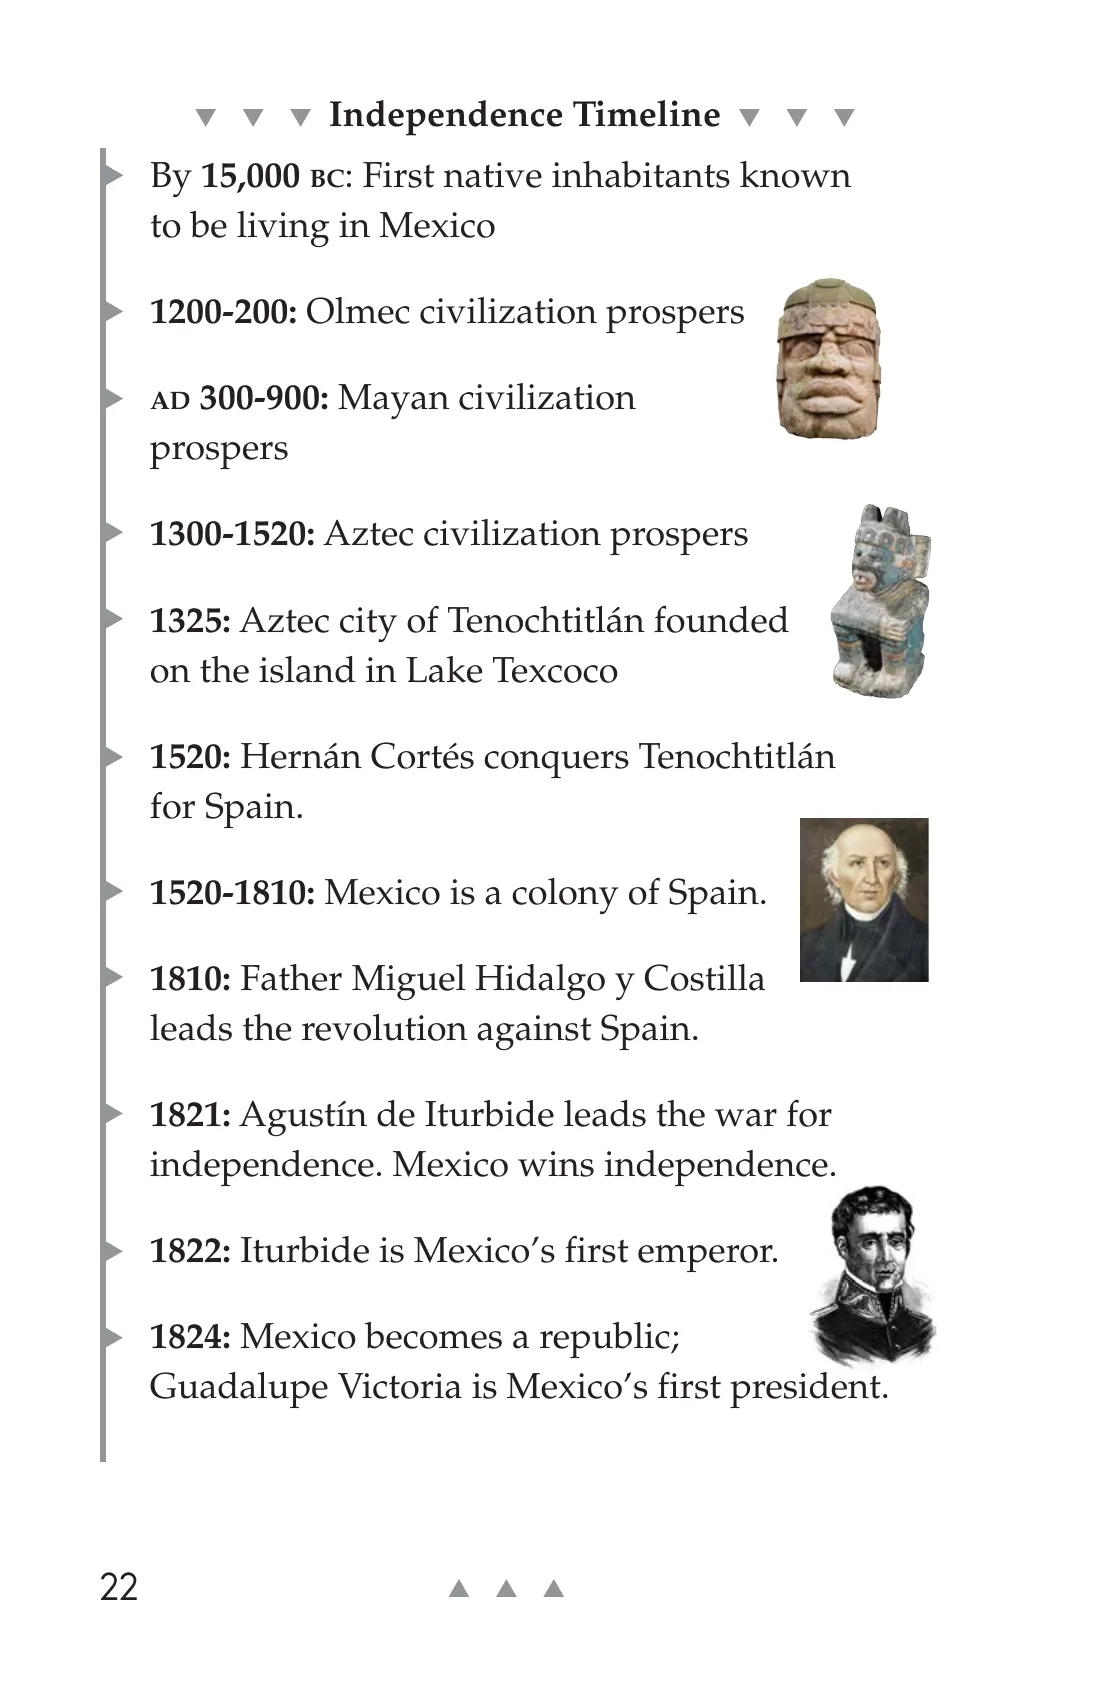 Independence Timeline
By 15,000 BC: First native inhabitants known
to be living in Mexico
1200-200: Olmec civilization prospers
AD 300-900: Mayan civilization
prospers
1300-1520: Aztec civilization prospers
1325: Aztec city of Tenochtitlán founded
on the island in Lake Texcoco
1520: Hernán Cortés conquers Tenochtitlán
for Spain.
1520-1810: Mexico is a colony of Spain.
1810: Father Miguel Hidalgo y Costilla
leads the revolution against Spain.
1821: Agustín de Iturbide leads the war for
independence. Mexico wins independence.
1822: Iturbide is Mexico’s first emperor.
1824: Mexico becomes a republic;
Guadalupe Victoria is Mexico’s first president.
22